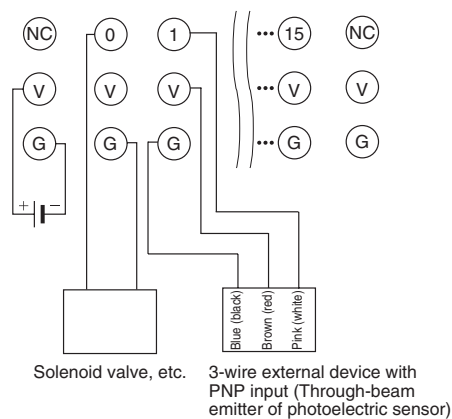 NC 0 1 ••• 15 NC
V V V ••• V V
G G G ••• G G
+ −
Blue (black)
Brown (red)
Pink (white)
Solenoid valve, etc.
3-wire external device with
PNP input (Through-beam
emitter of photoelectric sensor)